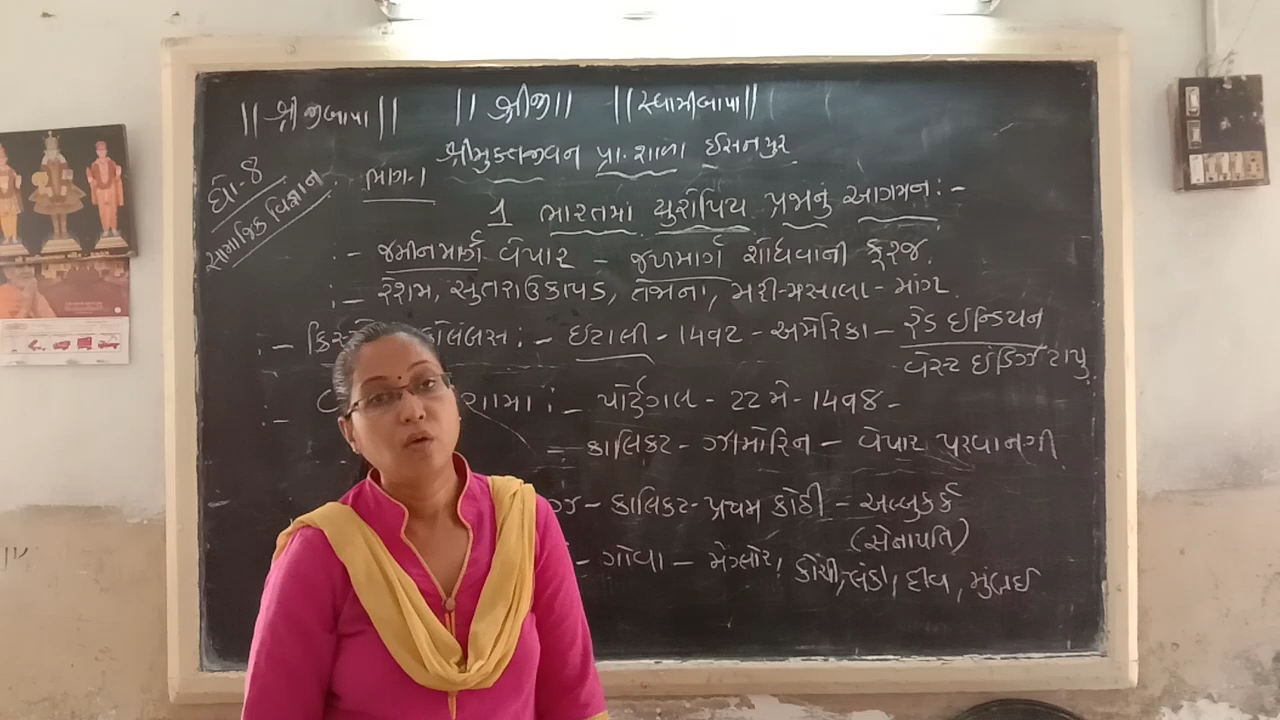 || શ્રી જીબાપા || || શ્રીજી || || સ્વામીબાપા ||
શ્રીમુક્તજીવન પ્રા. શાળા ઈસનપુર
ધો-8
સામાજિક વિજ્ઞાન
ભાગ-1
1 ભારતમાં યુરોપિય પ્રજાનું આગમન :-
:- જમીનમાર્ગ વેપાર - જળમાર્ગ શોધવાની ફરજ.
:- રેશમ, સુતરાઉકાપડ, તેજાના, મરી-મસાલા - માંગ
:- ક્રિસ્ટો કોલંબસ :- ઈટાલી - 1492 - અમેરિકા - રેડ ઇન્ડિયન
વેસ્ટ ઇંડિઝ ટાપુ
:- ગામા :- પોર્ટુગલ - 22 મે - 1498 -
- કાલિકટ - ઝામોરિન - વેપાર પરવાનગી
ઝ - કાલિકટ - પ્રથમ કોઠી - અલ્બુકર્ક
(સેનાપતિ)
- ગોવા - મેંગ્લોર, કોચી, લંકા, દીવ, મુંબઈ